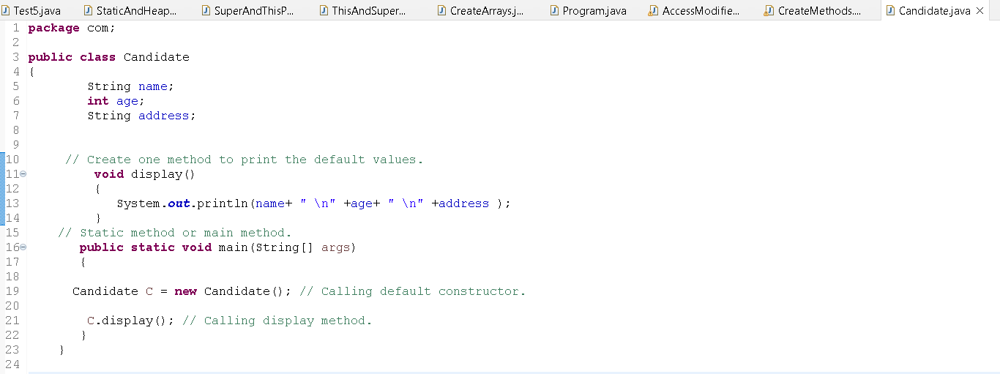 Test5.java StaticAndHeap... SuperAndThisP... ThisAndSuper... CreateArrays.j... Program.java AccessModifie... CreateMethods.... Candidate.java
1 package com;
2
3 public class Candidate
4 {
5 String name;
6 int age;
7 String address;
8
9
10 // Create one method to print the default values.
11 void display()
12 {
13 System.out.println(name+ " \n" +age+ " \n" +address );
14 }
15 // Static method or main method.
16 public static void main(String[] args)
17 {
18
19 Candidate C = new Candidate(); // Calling default constructor.
20
21 C.display(); // Calling display method.
22 }
23 }
24